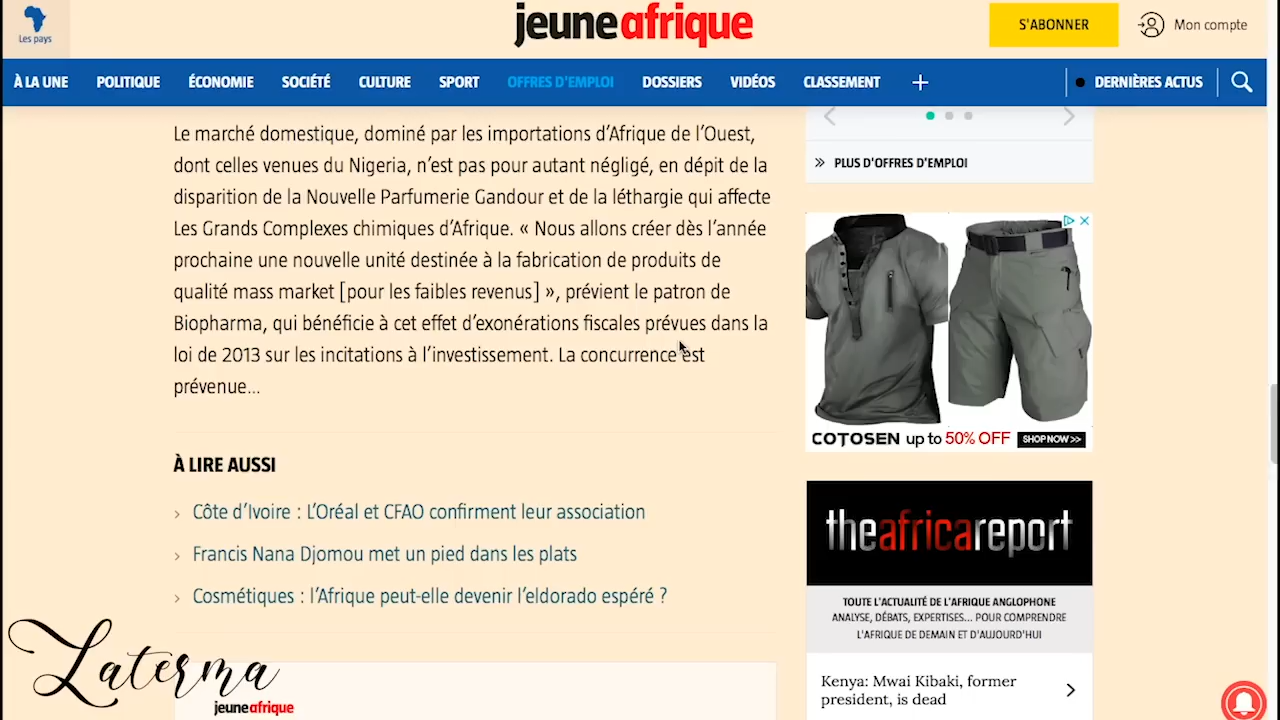 Les pays
jeuneafrique
S'ABONNER
Mon compte
À LA UNE
POLITIQUE
ÉCONOMIE
SOCIÉTÉ
CULTURE
SPORT
OFFRES D'EMPLOI
DOSSIERS
VIDÉOS
CLASSEMENT
DERNIÈRES ACTUS
Le marché domestique, dominé par les importations d’Afrique de l’Ouest,
dont celles venues du Nigeria, n’est pas pour autant négligé, en dépit de la
disparition de la Nouvelle Parfumerie Gandour et de la léthargie qui affecte
Les Grands Complexes chimiques d’Afrique. « Nous allons créer dès l’année
prochaine une nouvelle unité destinée à la fabrication de produits de
qualité mass market [pour les faibles revenus] », prévient le patron de
Biopharma, qui bénéficie à cet effet d’exonérations fiscales prévues dans la
loi de 2013 sur les incitations à l’investissement. La concurrence est
prévenue…
À LIRE AUSSI
Côte d’Ivoire : L’Oréal et CFAO confirment leur association
Francis Nana Djomou met un pied dans les plats
Cosmétiques : l’Afrique peut-elle devenir l’eldorado espéré ?
Laterma
jeuneafrique
PLUS D'OFFRES D'EMPLOI
COTOSEN up to 50% OFF SHOP NOW >>
theafricareport
TOUTE L'ACTUALITÉ DE L'AFRIQUE ANGLOPHONE
ANALYSE, DÉBATS, EXPERTISES... POUR COMPRENDRE
L'AFRIQUE DE DEMAIN ET D'AUJOURD'HUI
Kenya: Mwai Kibaki, former
president, is dead